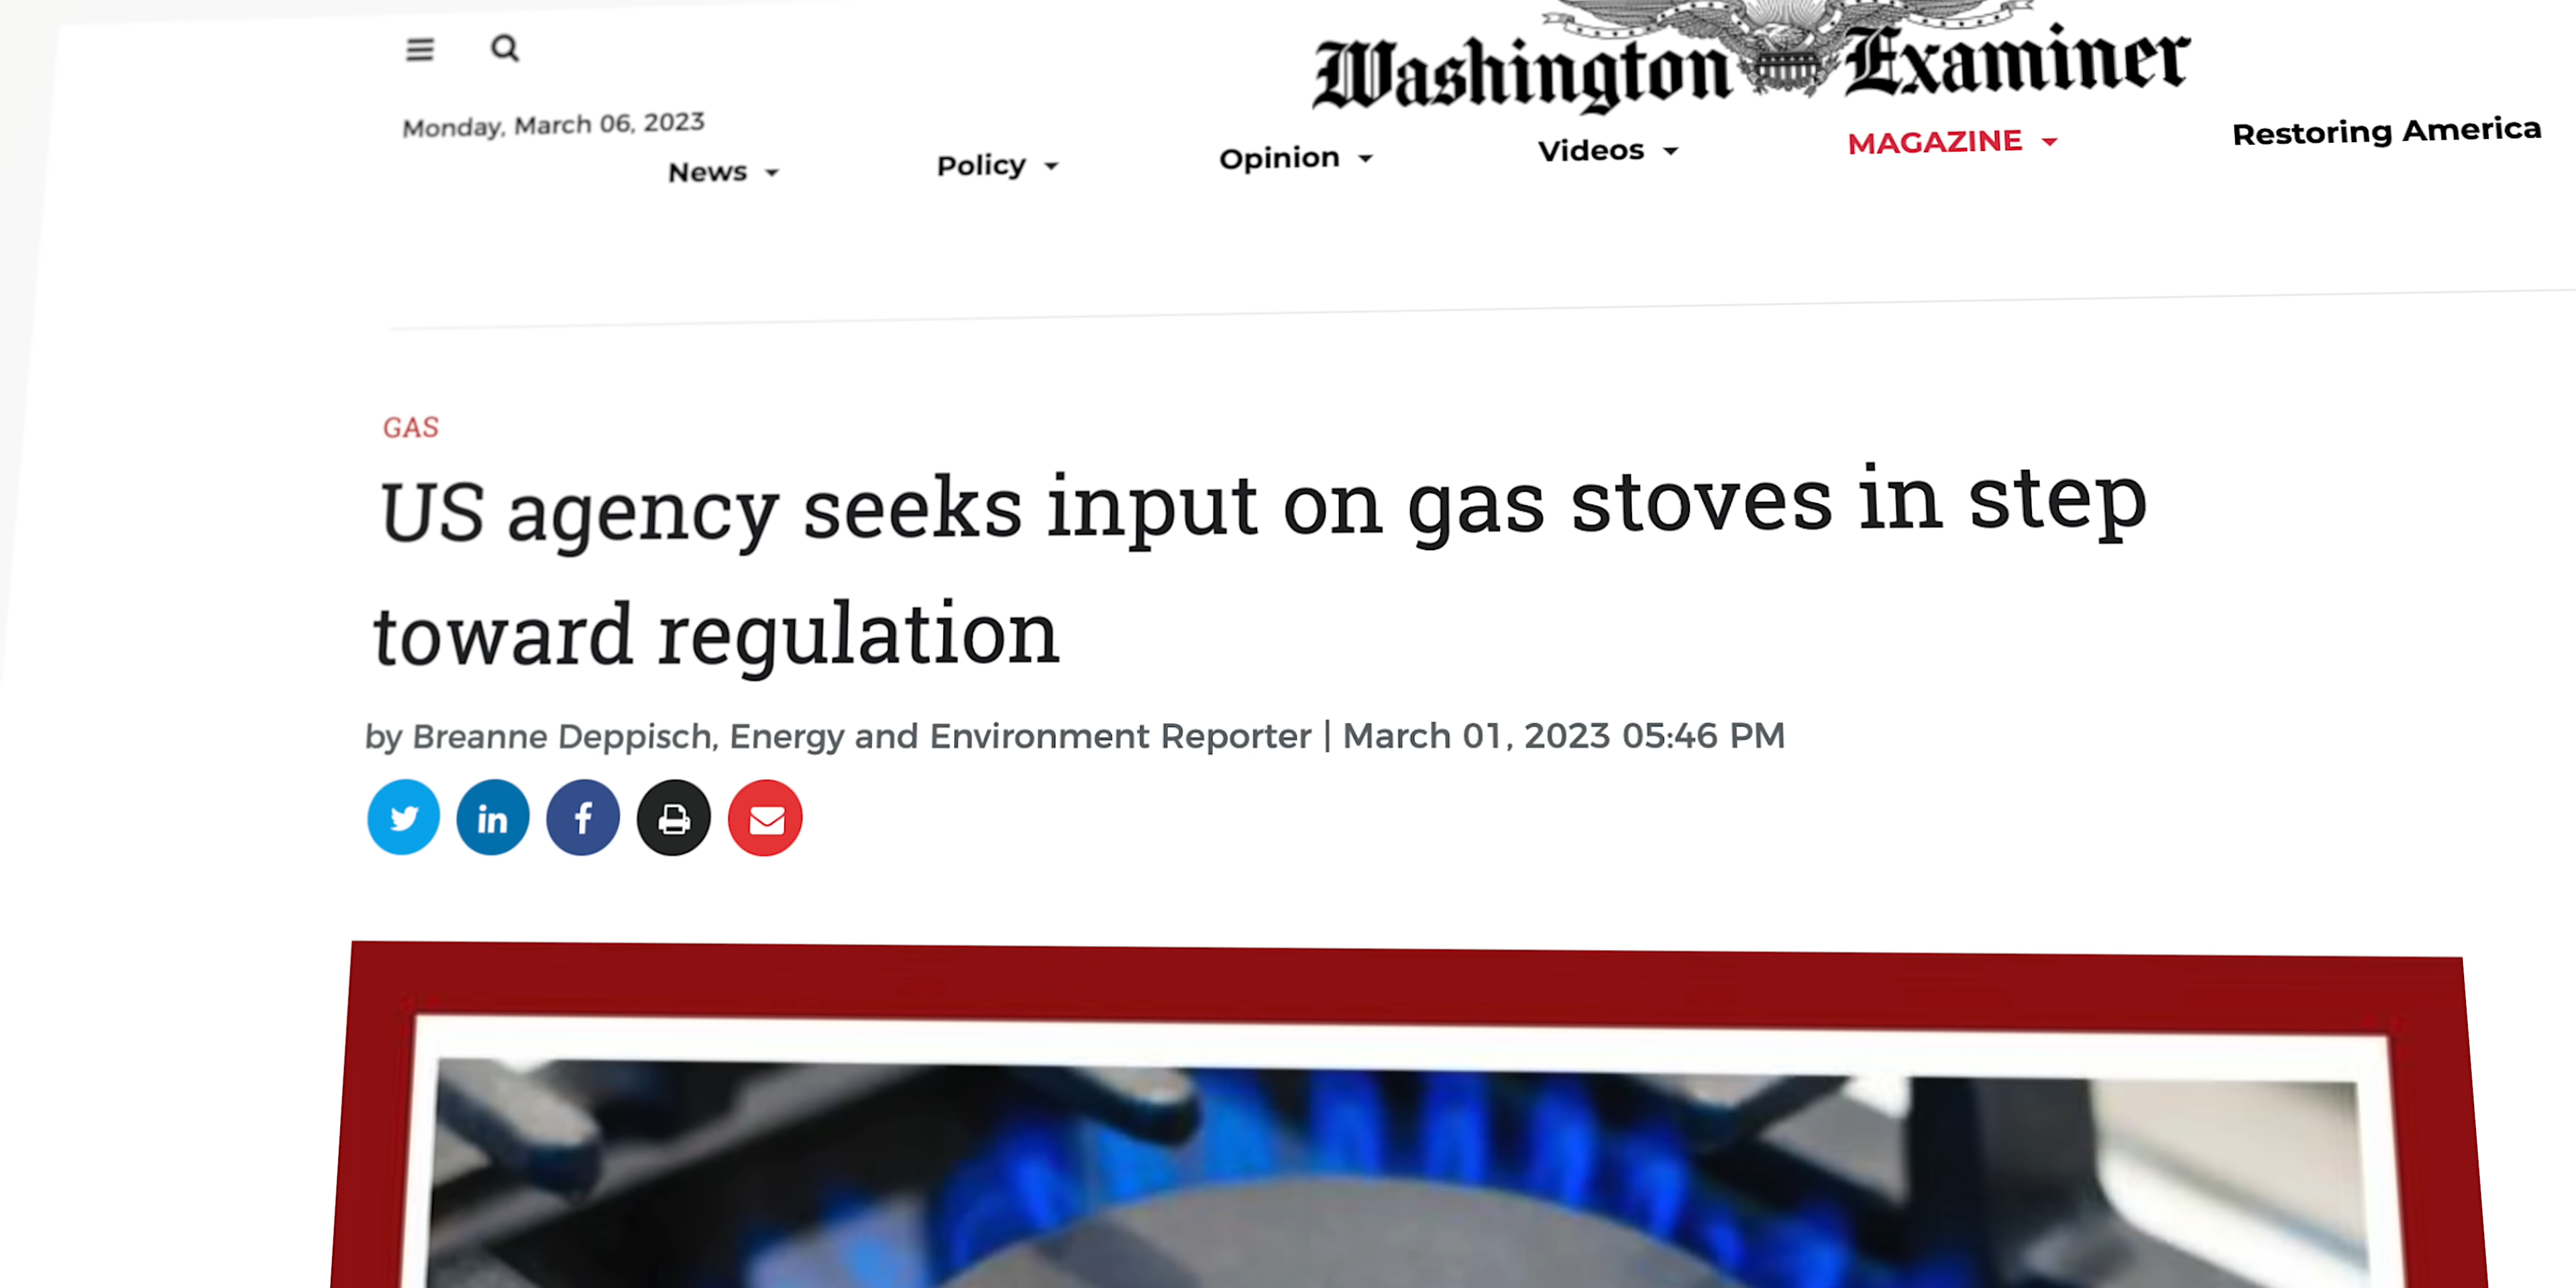 Washington Examiner
Monday, March 06, 2023
News
Policy
Opinion
Videos
MAGAZINE
Restoring America
GAS
US agency seeks input on gas stoves in step
toward regulation
by Breanne Deppisch, Energy and Environment Reporter | March 01, 2023 05:46 PM